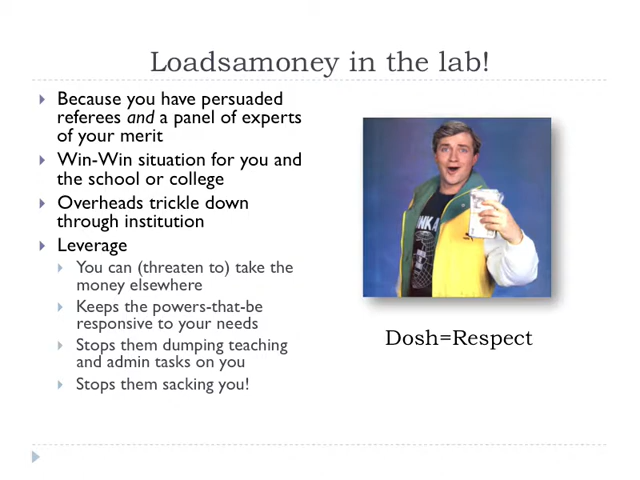 Loadsamoney in the lab!
Because you have persuaded
referees and a panel of experts
of your merit
Win-Win situation for you and
the school or college
Overheads trickle down
through institution
Leverage
You can (threaten to) take the
money elsewhere
Keeps the powers-that-be
responsive to your needs
Stops them dumping teaching
and admin tasks on you
Stops them sacking you!
Dosh=Respect